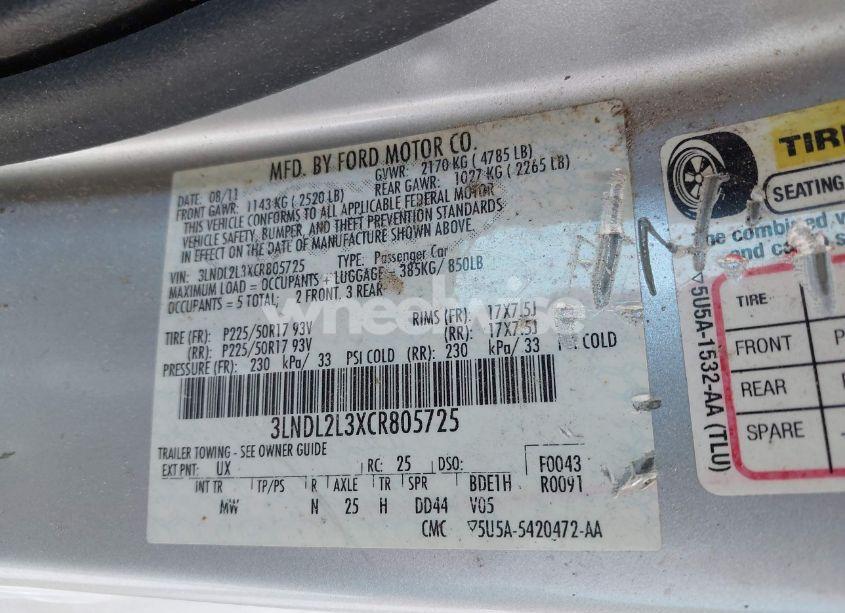 MFD. BY FORD MOTOR CO.
DATE: 08/11 GVWR: 2170 KG ( 4785 LB)
FRONT GAWR: 1143 KG ( 2520 LB) REAR GAWR: 1027 KG ( 2265 LB)
THIS VEHICLE CONFORMS TO ALL APPLICABLE FEDERAL MOTOR
VEHICLE SAFETY, BUMPER, AND THEFT PREVENTION STANDARDS
IN EFFECT ON THE DATE OF MANUFACTURE SHOWN ABOVE.
VIN: 3LNDL2L3XCR805725 TYPE: Passenger Car
MAXIMUM LOAD = OCCUPANTS + LUGGAGE = 385KG/ 850LB
OCCUPANTS = 5 TOTAL; 2 FRONT, 3 REAR
wheelwise
TIRE (FR): P225/50R17 93V RIMS (FR): 17X7.5J
(RR): P225/50R17 93V (RR): 17X7.5J
PRESSURE (FR): 230 kPa/ 33 PSI COLD (RR): 230 kPa/33 PSI COLD
3LNDL2L3XCR805725
TRAILER TOWING - SEE OWNER GUIDE
EXT PNT: UX RC: 25 DSO: F0043
INT TR TP/PS R AXLE TR SPR BDE1H R0091
MW N 25 H DD44 V05
CMC ▽5U5A-5420472-AA
TIRE
SEATING
combined
and
▽5U5A-1532-AA (TLU)
TIRE
FRONT P
REAR
SPARE